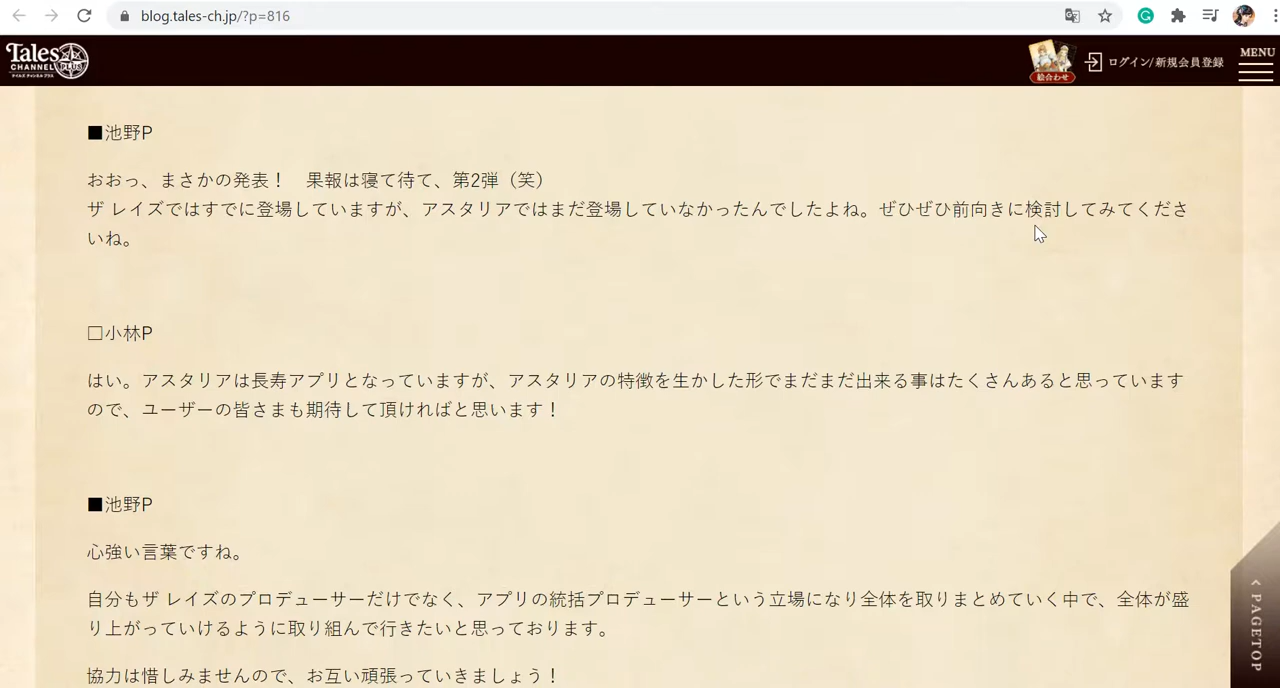 blog.tales-ch.jp/?p=816
Tales
CHANNEL PLUS
テイルズ チャンネル プラス
絵合わせ
ログイン/新規会員登録
MENU
■池野P
おおっ、まさかの発表！　果報は寝て待て、第2弾（笑）
ザ レイズではすでに登場していますが、アスタリアではまだ登場していなかったんでしたよね。ぜひぜひ前向きに検討してみてくださ
いね。
□小林P
はい。アスタリアは長寿アプリとなっていますが、アスタリアの特徴を生かした形でまだまだ出来る事はたくさんあると思っています
ので、ユーザーの皆さまも期待して頂ければと思います！
■池野P
心強い言葉ですね。
自分もザ レイズのプロデューサーだけでなく、アプリの統括プロデューサーという立場になり全体を取りまとめていく中で、全体が盛
り上がっていけるように取り組んで行きたいと思っております。
協力は惜しみませんので、お互い頑張っていきましょう！
PAGETOP